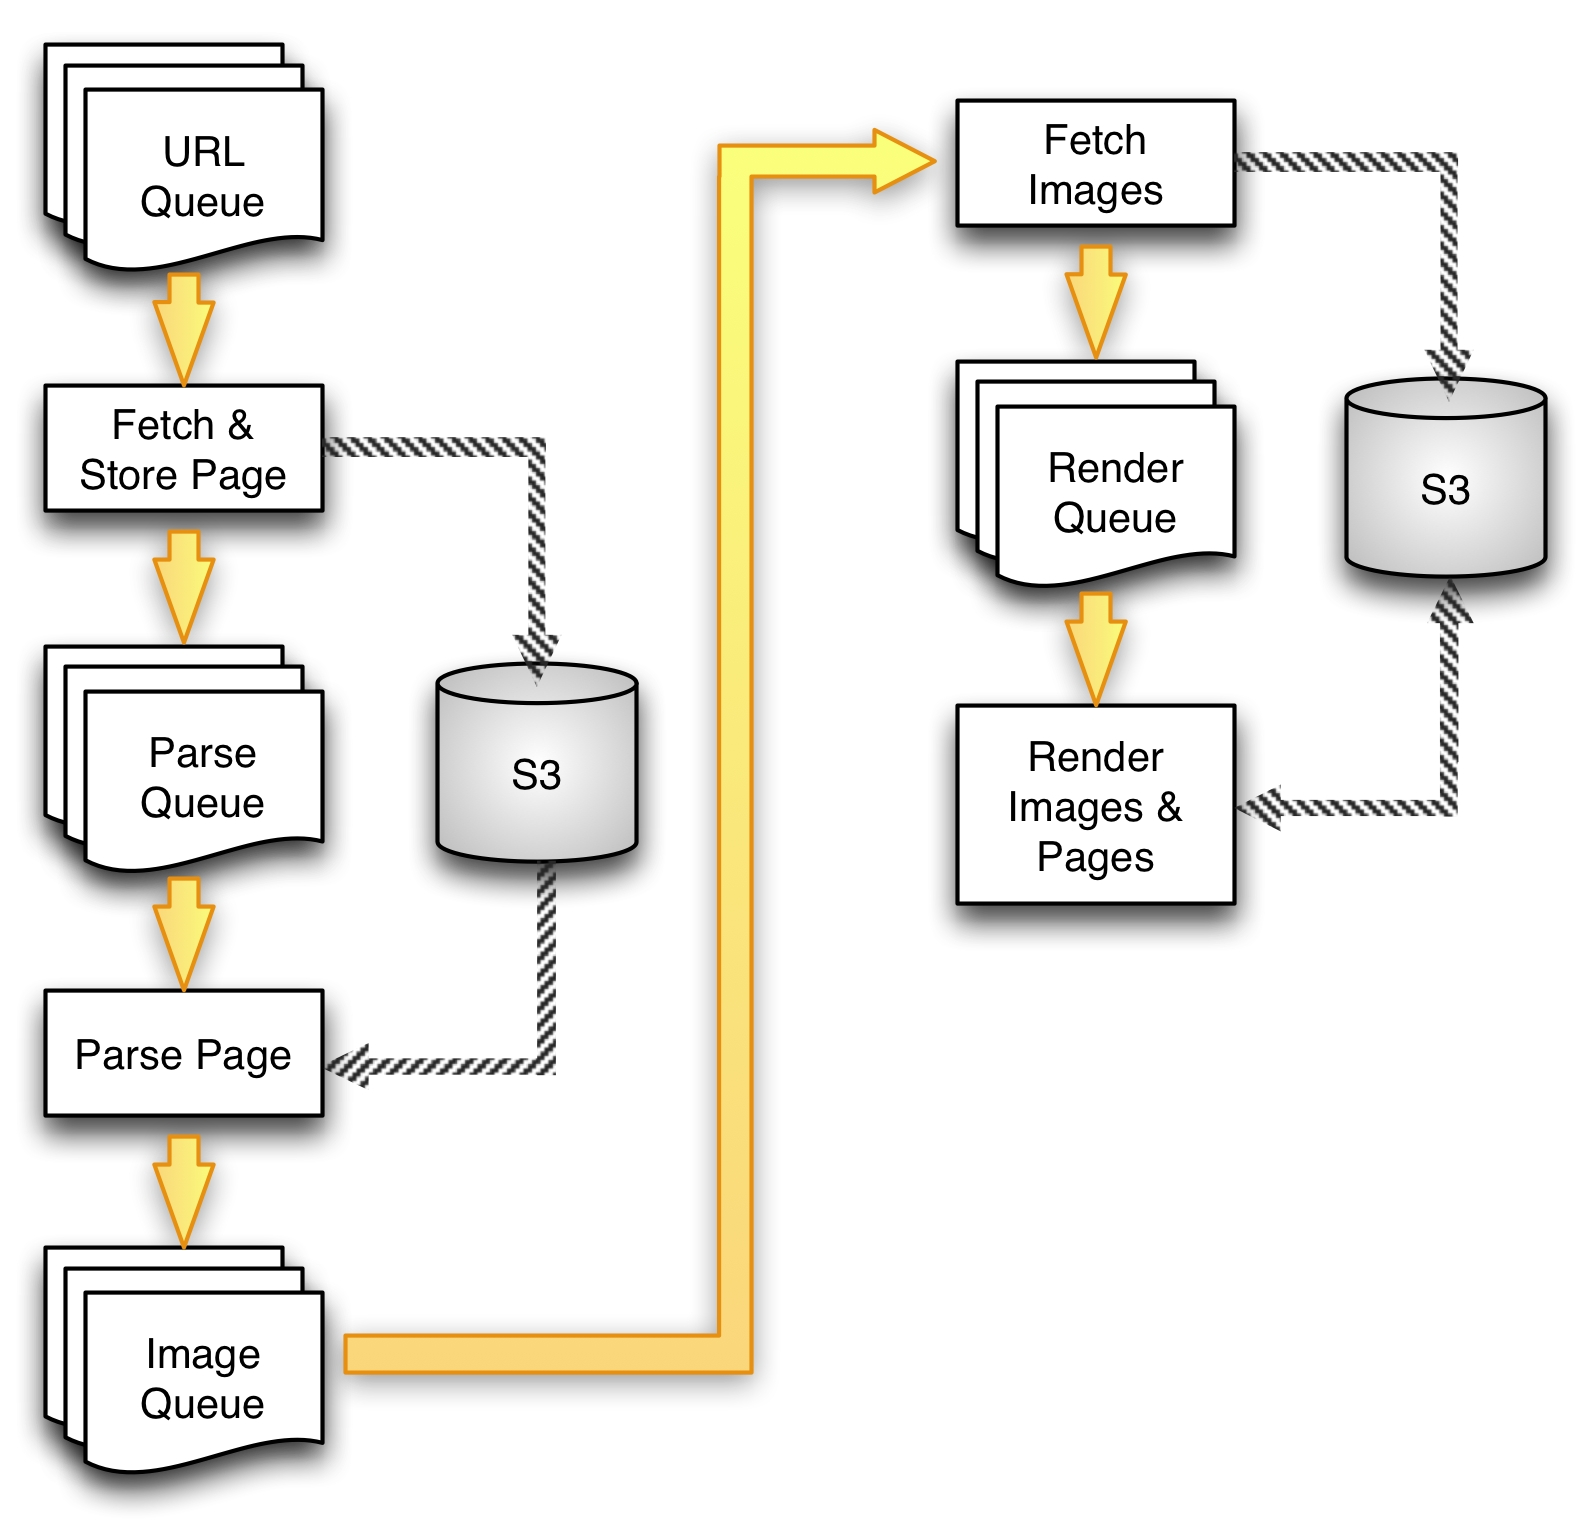 URL
Queue
Fetch &
Store Page
Parse
Queue
S3
Parse Page
Image
Queue
Fetch
Images
Render
Queue
S3
Render
Images &
Pages